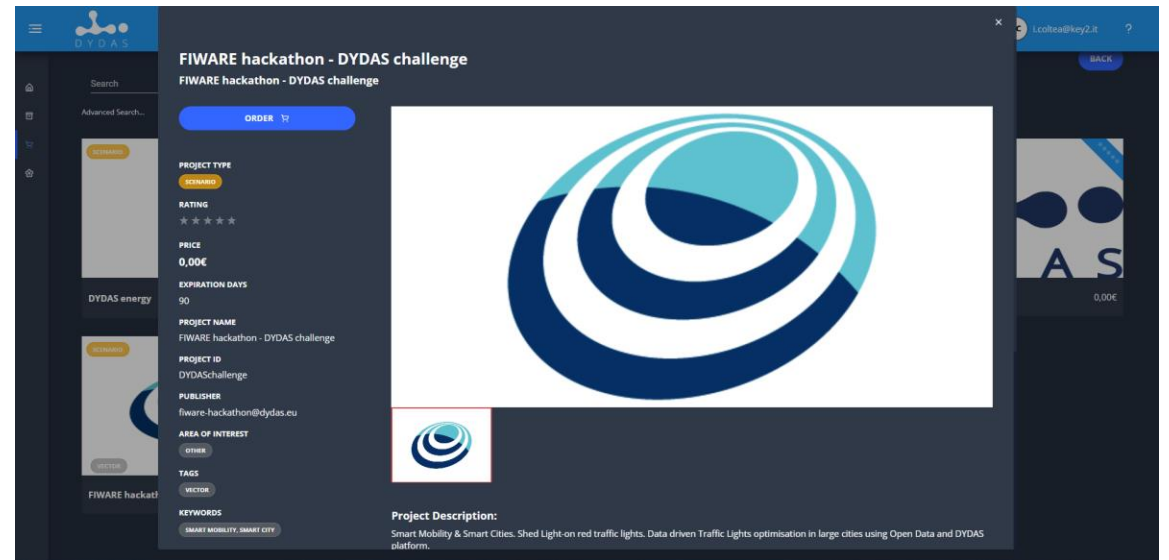 DYDAS
l.coltea@key2.it
?
BACK
Search
Advanced Search...
SCENARIO
DYDAS energy
SCENARIO
VECTOR
FIWARE hackath
×
FIWARE hackathon - DYDAS challenge
FIWARE hackathon - DYDAS challenge
ORDER
PROJECT TYPE
SCENARIO
RATING
PRICE
0,00€
EXPIRATION DAYS
90
PROJECT NAME
FIWARE hackathon - DYDAS challenge
PROJECT ID
DYDASchallenge
PUBLISHER
fiware-hackathon@dydas.eu
AREA OF INTEREST
OTHER
TAGS
VECTOR
KEYWORDS
SMART MOBILITY, SMART CITY
Project Description:
Smart Mobility & Smart Cities. Shed Light-on red traffic lights. Data driven Traffic Lights optimisation in large cities using Open Data and DYDAS
platform.
A S
0,00€